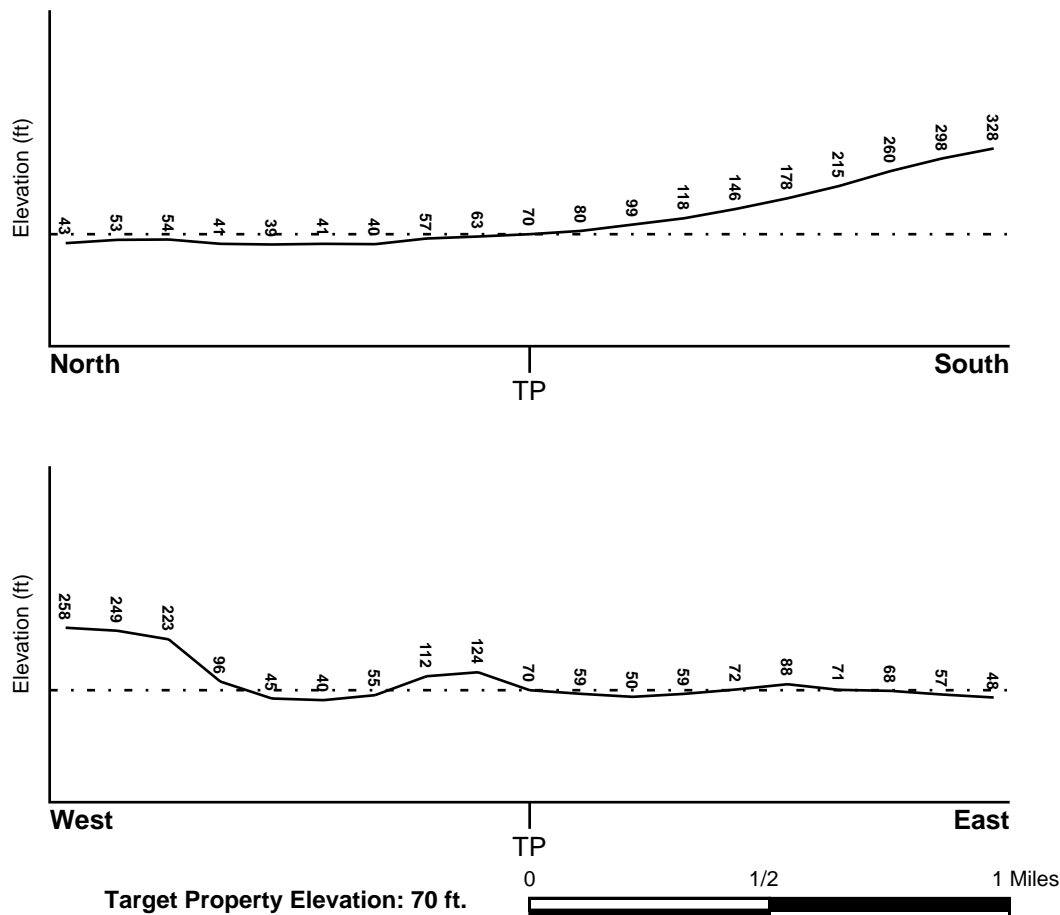 Elevation (ft)
43 53 54 41 39 41 40 57 63 70 80 99 118 146 178 215 260 298 328
North South
TP
Elevation (ft)
258 249 223 96 45 40 55 112 124 70 59 50 59 72 88 71 68 57 48
West East
TP
Target Property Elevation: 70 ft.
0 1/2 1 Miles